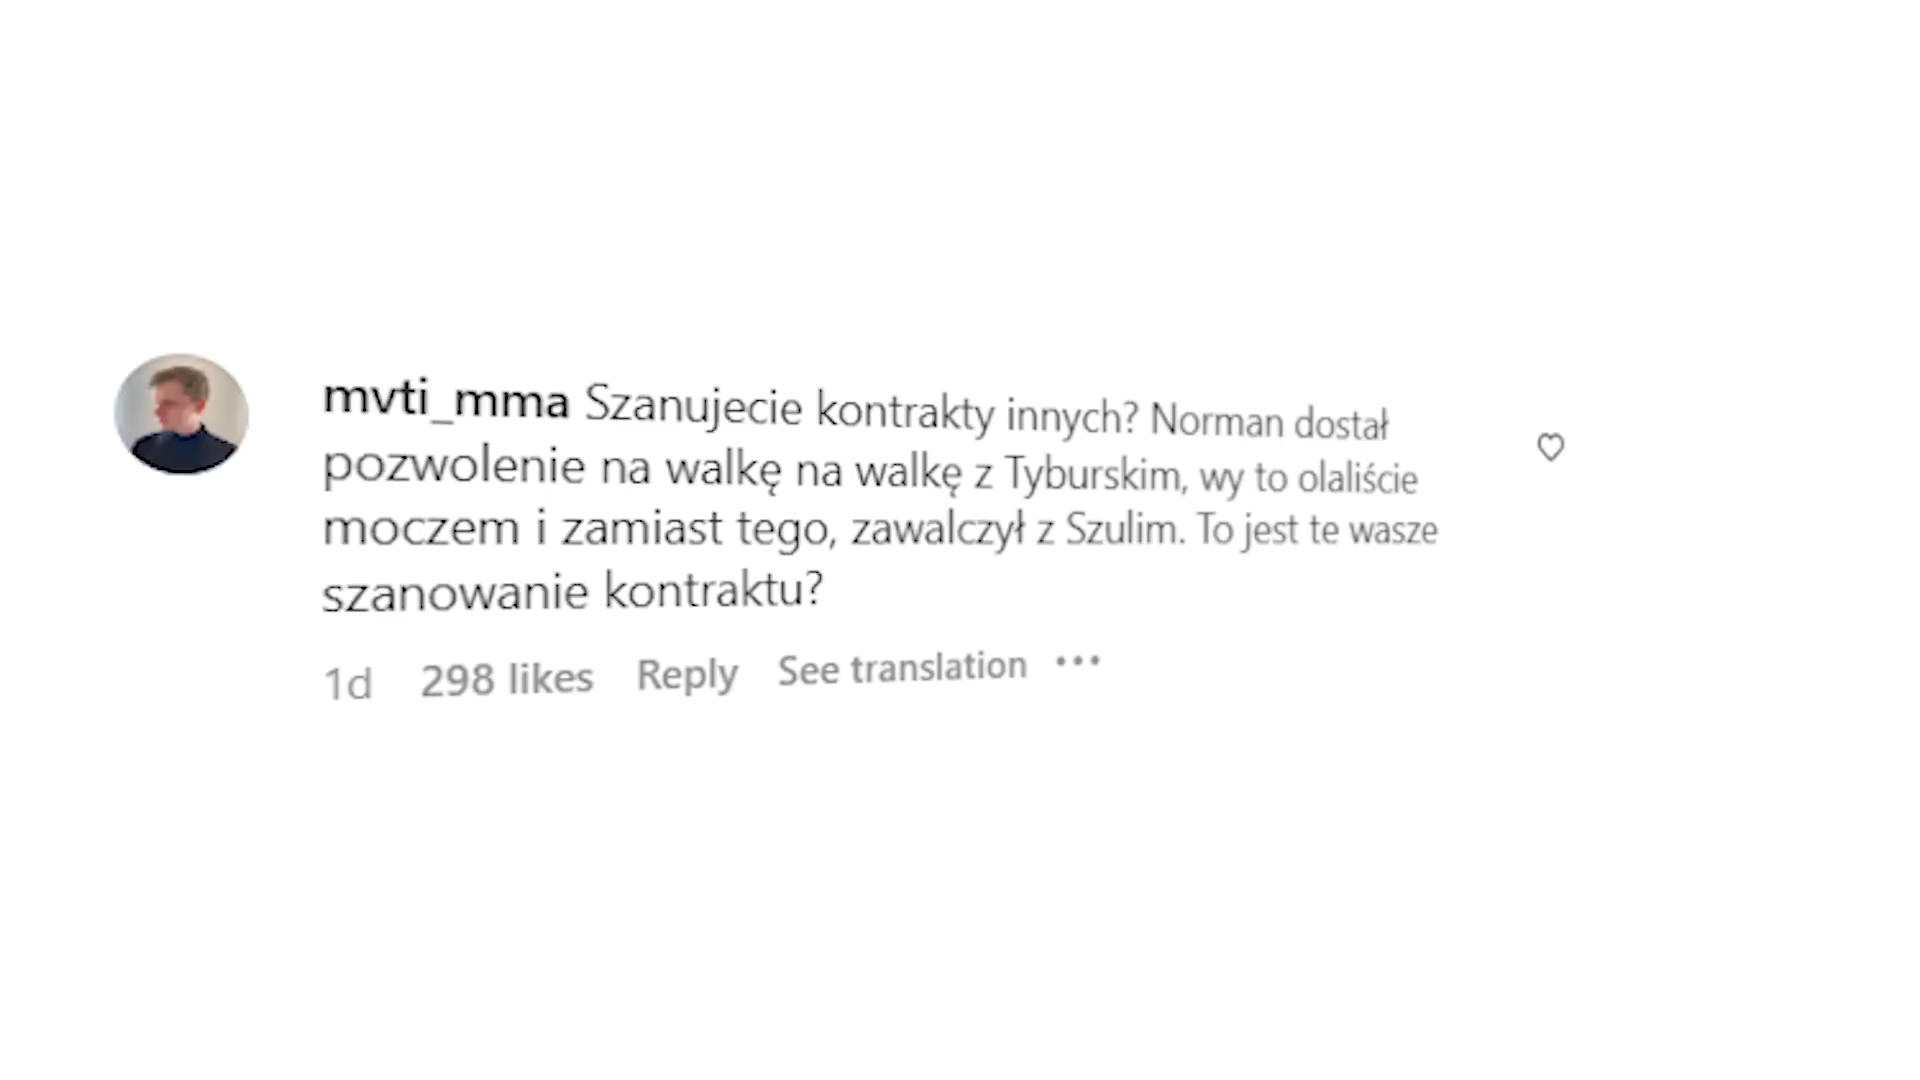 mvti_mma Szanujecie kontrakty innych? Norman dostał
pozwolenie na walkę na walkę z Tyburskim, wy to olaliście
moczem i zamiast tego, zawalczył z Szulim. To jest te wasze
szanowanie kontraktu?
1d 298 likes Reply See translation •••